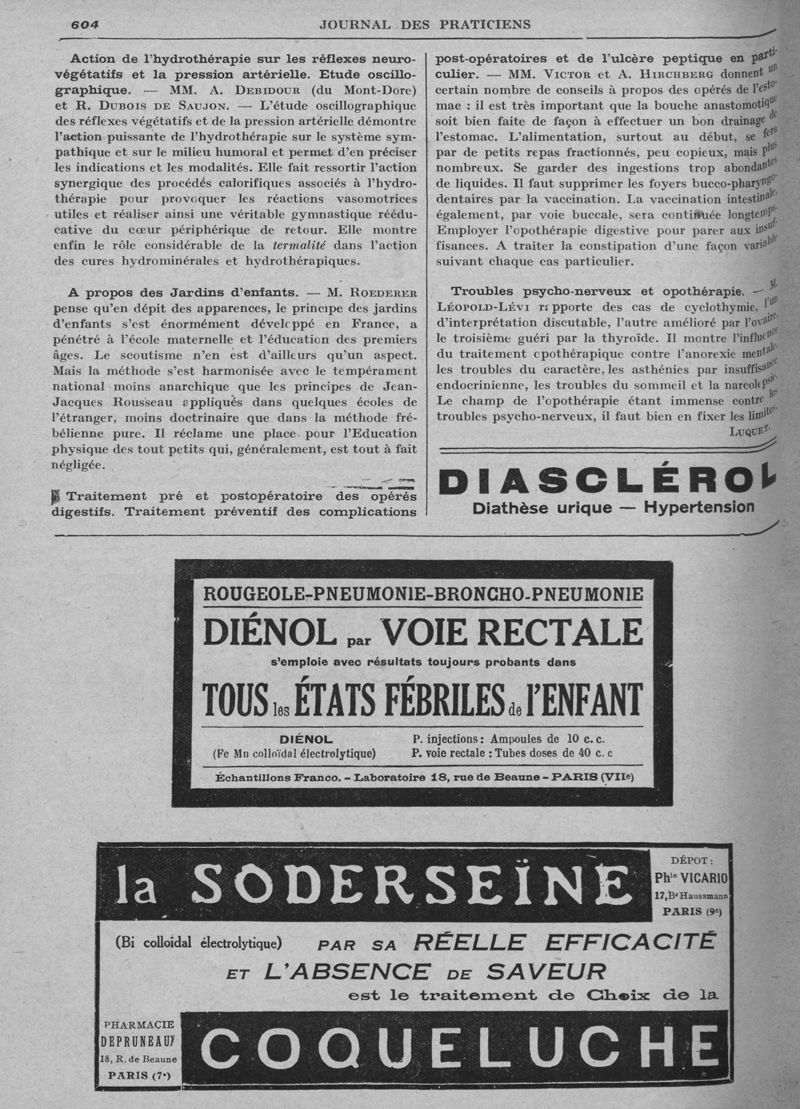 604
JOURNAL DES PRATICIENS
Action de l'hydrothérapie sur les réflexes neuro-
végétatifs et la pression artérielle. Etude oscillo-
graphique. — MM. A. DEBIDOUR (du Mont-Dore)
et R. DUBOIS DE SAUJON. — L'étude oscillographique
des réflexes végétatifs et de la pression artérielle démontre
l'action puissante de l'hydrothérapie sur le système sym-
pathique et sur le milieu humoral et permet d'en préciser
les indications et les modalités. Elle fait ressortir l'action
synergique des procédés calorifiques associés à l'hydro-
thérapie pour provoquer les réactions vasomotrices
utiles et réaliser ainsi une véritable gymnastique réédu-
cative du cœur périphérique de retour. Elle montre
enfin le rôle considérable de la termalité dans l'action
des cures hydrominérales et hydrothérapiques.
A propos des Jardins d'enfants. — M. ROEDERER
pense qu'en dépit des apparences, le principe des jardins
d'enfants s'est énormément développé en France, a
pénétré à l'école maternelle et l'éducation des premiers
âges. Le scoutisme n'en est d'ailleurs qu'un aspect.
Mais la méthode s'est harmonisée avec le tempérament
national moins anarchique que les principes de Jean-
Jacques Rousseau appliqués dans quelques écoles de
l'étranger, moins doctrinaire que dans la méthode fré-
bélienne pure. Il réclame une place pour l'Education
physique des tout petits qui, généralement, est tout à fait
négligée.
Traitement pré et postopératoire des opérés
digestifs. Traitement préventif des complications
post-opératoires et de l'ulcère peptique en parti-
culier. — MM. VICTOR et A. HIRCHBERG donnent un
certain nombre de conseils à propos des opérés de l'esto-
mac : il est très important que la bouche anastomotique
soit bien faite de façon à effectuer un bon drainage de
l'estomac. L'alimentation, surtout au début, se fera
par de petits repas fractionnés, peu copieux, mais plus
nombreux. Se garder des ingestions trop abondantes
de liquides. Il faut supprimer les foyers bucco-pharyngo-
dentaires par la vaccination. La vaccination intestinale,
également, par voie buccale, sera continuée longtemps.
Employer l'opothérapie digestive pour parer aux insuf-
fisances. A traiter la constipation d'une façon variable
suivant chaque cas particulier.
Troubles psycho-nerveux et opothérapie. — M.
LÉOPOLD-LÉVI rapporte des cas de cyclothymie, l'un
d'interprétation discutable, l'autre amélioré par l'ovaire,
le troisième guéri par la thyroïde. Il montre l'influence
du traitement opothérapique contre l'anorexie mentale,
les troubles du caractère, les asthénies par insuffisance
endocrinienne, les troubles du sommeil et la narcolepsie.
Le champ de l'opothérapie étant immense contre les
troubles psycho-nerveux, il faut bien en fixer les limites.
LUQUET.
DIASCLÉROL
Diathèse urique — Hypertension
ROUGEOLE-PNEUMONIE-BRONCHO-PNEUMONIE
DIÉNOL par VOIE RECTALE
s'emploie avec résultats toujours probants dans
TOUS les ÉTATS FÉBRILES de l'ENFANT
DIÉNOL
(Fe Mn colloïdal électrolytique)
P. injections : Ampoules de 10 c. c.
P. voie rectale : Tubes doses de 40 c. c
Échantillons Franco. - Laboratoire 18, rue de Beaune - PARIS (VIIe)
la SODERSEÏNE
DÉPOT :
Phie VICARIO
17, Bd Haussmann
PARIS (9e)
(Bi colloïdal électrolytique) PAR SA RÉELLE EFFICACITÉ
ET L'ABSENCE DE SAVEUR
est le traitement de Choix de la
PHARMACIE
DEPRUNEAUX
18, R. de Beaune
PARIS (7e)
COQUELUCHE